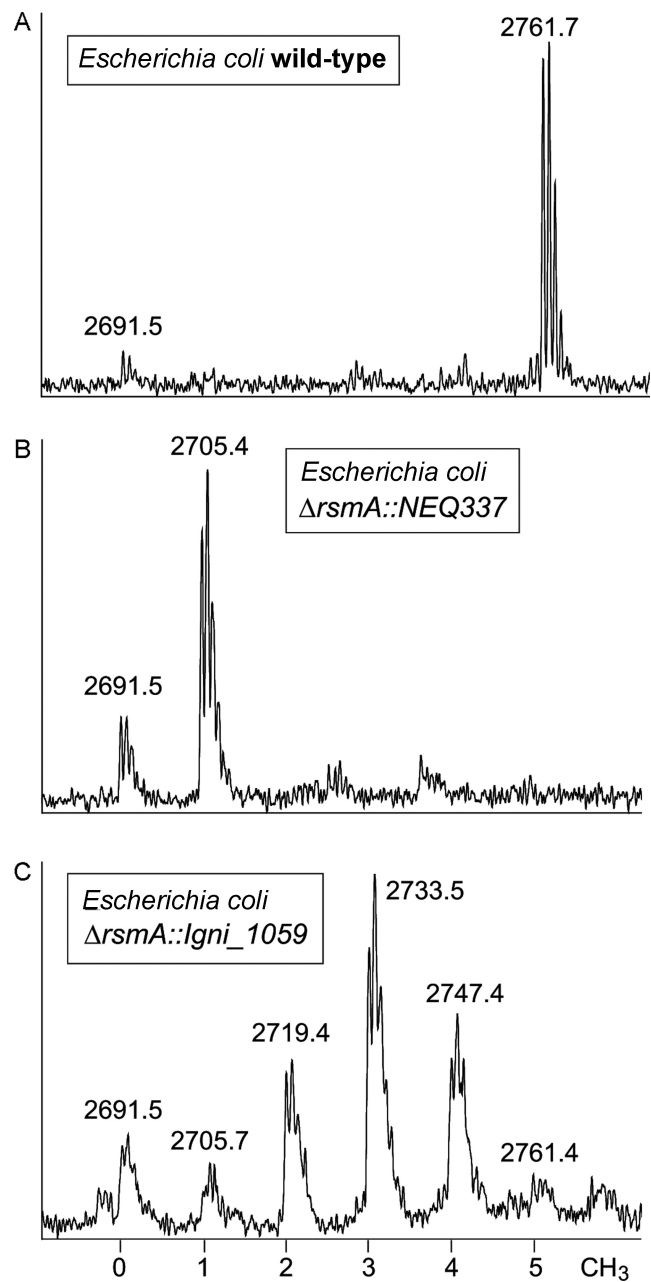 A
Escherichia coli wild-type
2761.7
2691.5
B
2705.4
Escherichia coli
ΔrsmA::NEQ337
2691.5
C
Escherichia coli
ΔrsmA::Igni_1059
2733.5
2747.4
2719.4
2691.5
2705.7
2761.4
0 1 2 3 4 5 CH3